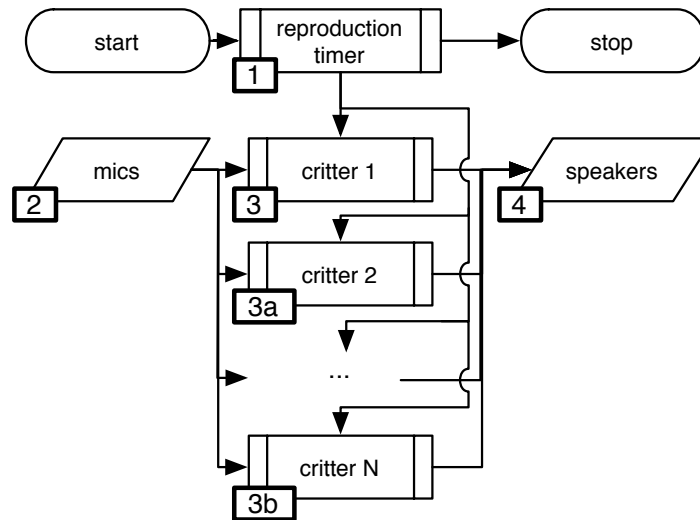 start
reproduction
timer
stop
1
mics
critter 1
speakers
2
3
4
critter 2
3a
...
critter N
3b